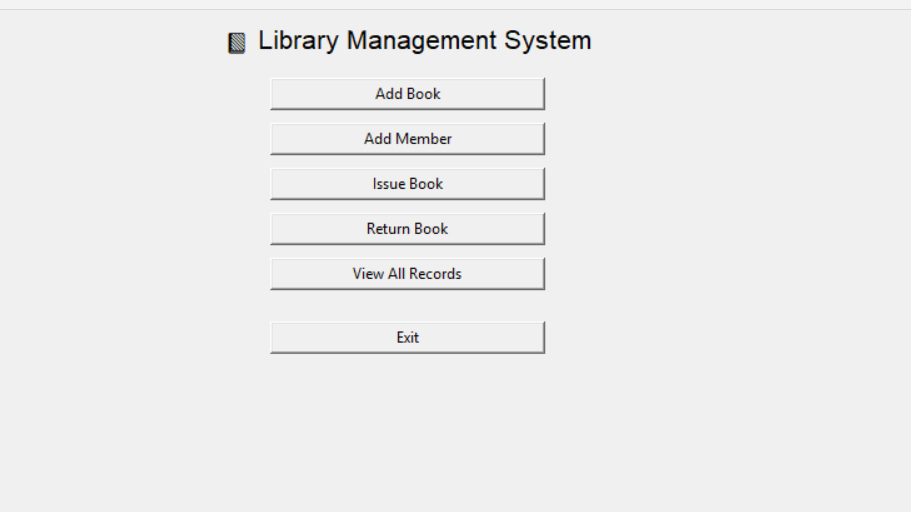 Library Management System
Add Book
Add Member
Issue Book
Return Book
View All Records
Exit